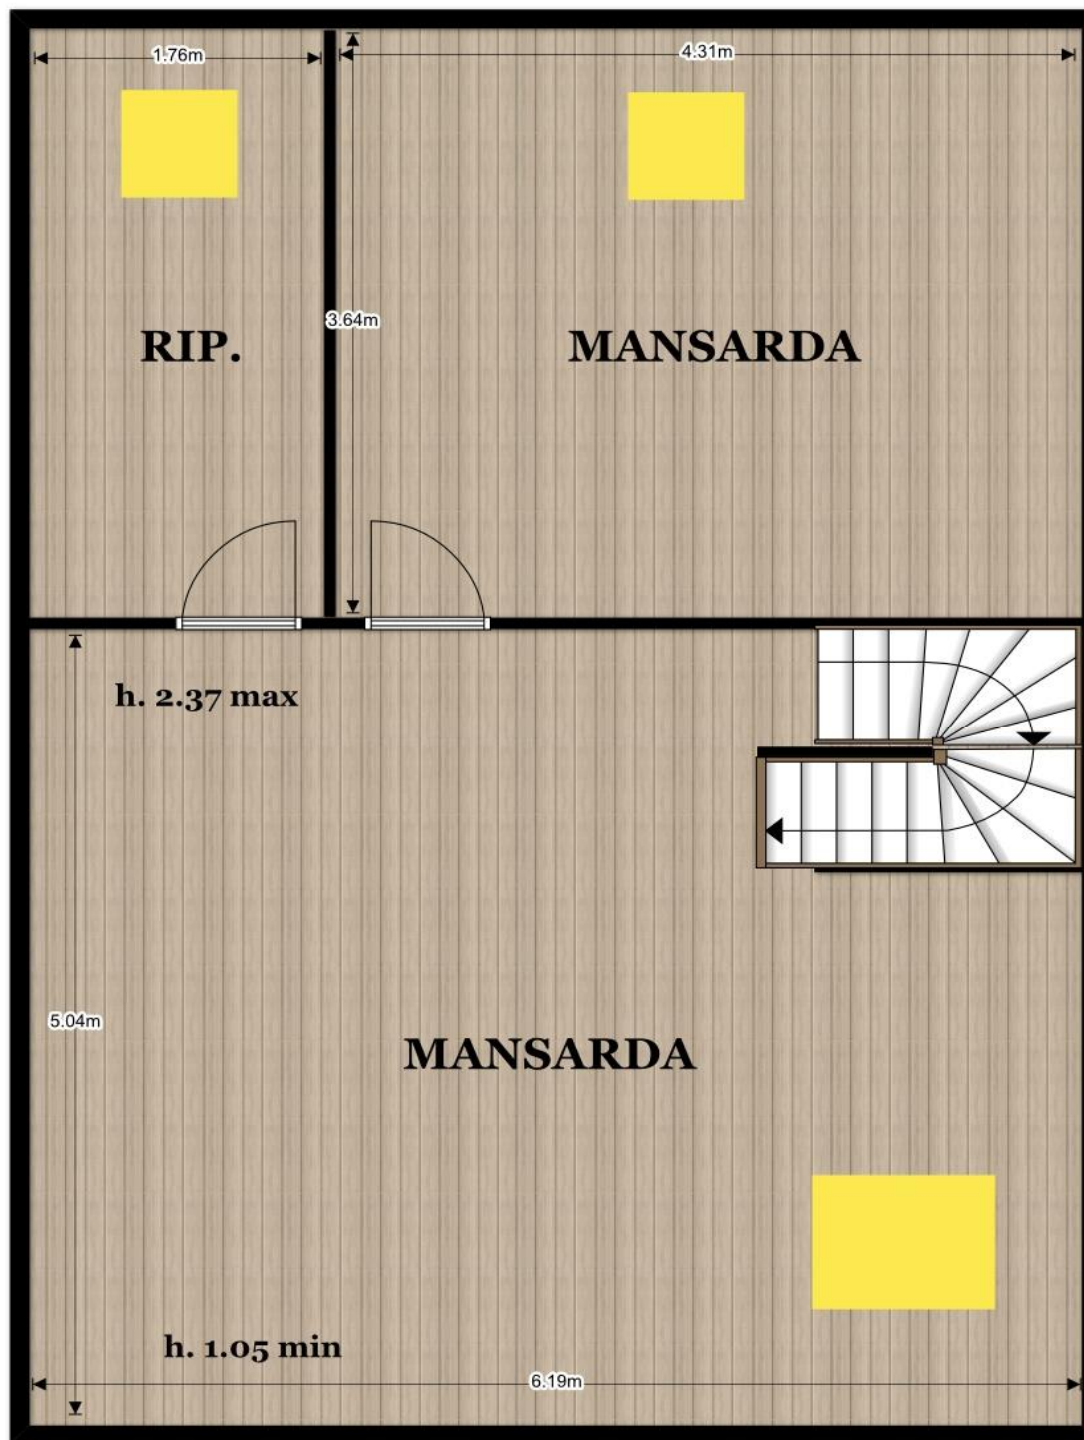 1.76m
4.31m
3.64m
RIP.
MANSARDA
h. 2.37 max
5.04m
MANSARDA
h. 1.05 min
6.19m